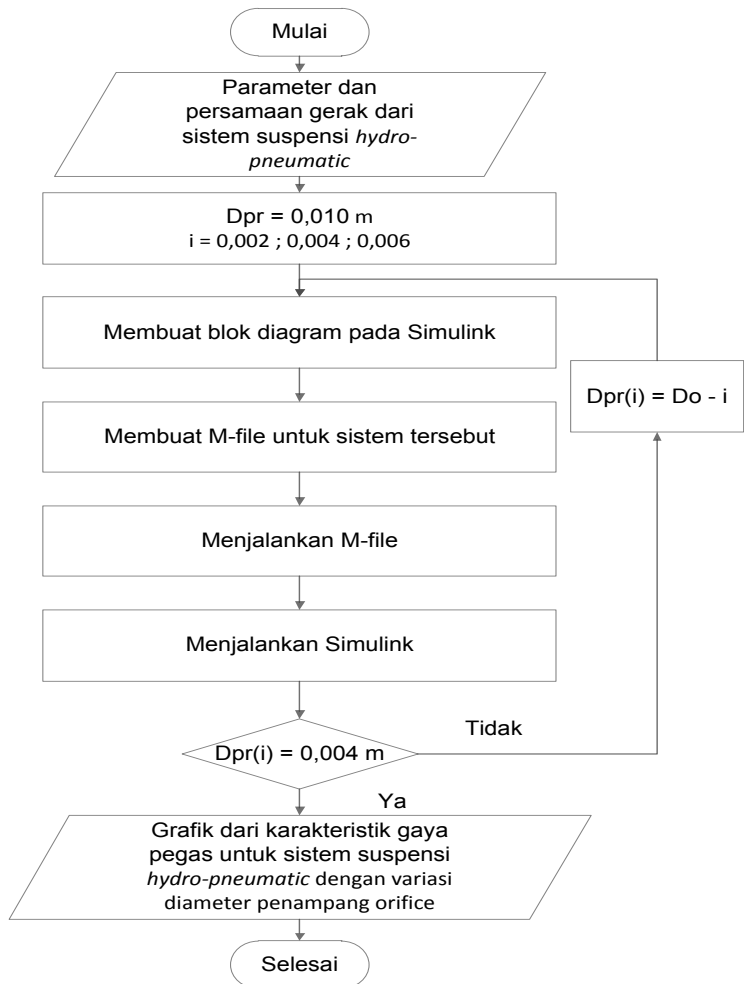 Mulai
Parameter dan
persamaan gerak dari
sistem suspensi hydro-
pneumatic
Dpr = 0,010 m
i = 0,002 ; 0,004 ; 0,006
Membuat blok diagram pada Simulink
Dpr(i) = Do - i
Membuat M-file untuk sistem tersebut
Menjalankan M-file
Menjalankan Simulink
Tidak
Dpr(i) = 0,004 m
Ya
Grafik dari karakteristik gaya
pegas untuk sistem suspensi
hydro-pneumatic dengan variasi
diameter penampang orifice
Selesai